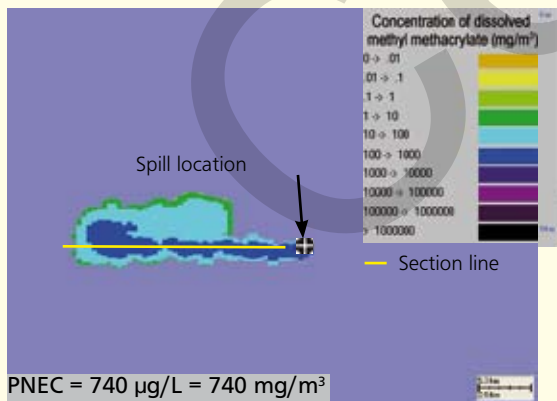 Concentration of dissolved
methyl methacrylate (mg/m³)
0 -> .01
.01 -> .1
.1 -> 1
1 -> 10
10 -> 100
100 -> 1000
1000 -> 10000
10000 -> 100000
100000 -> 1000000
> 1000000
Spill location
Section line
PNEC = 740 µg/L = 740 mg/m³